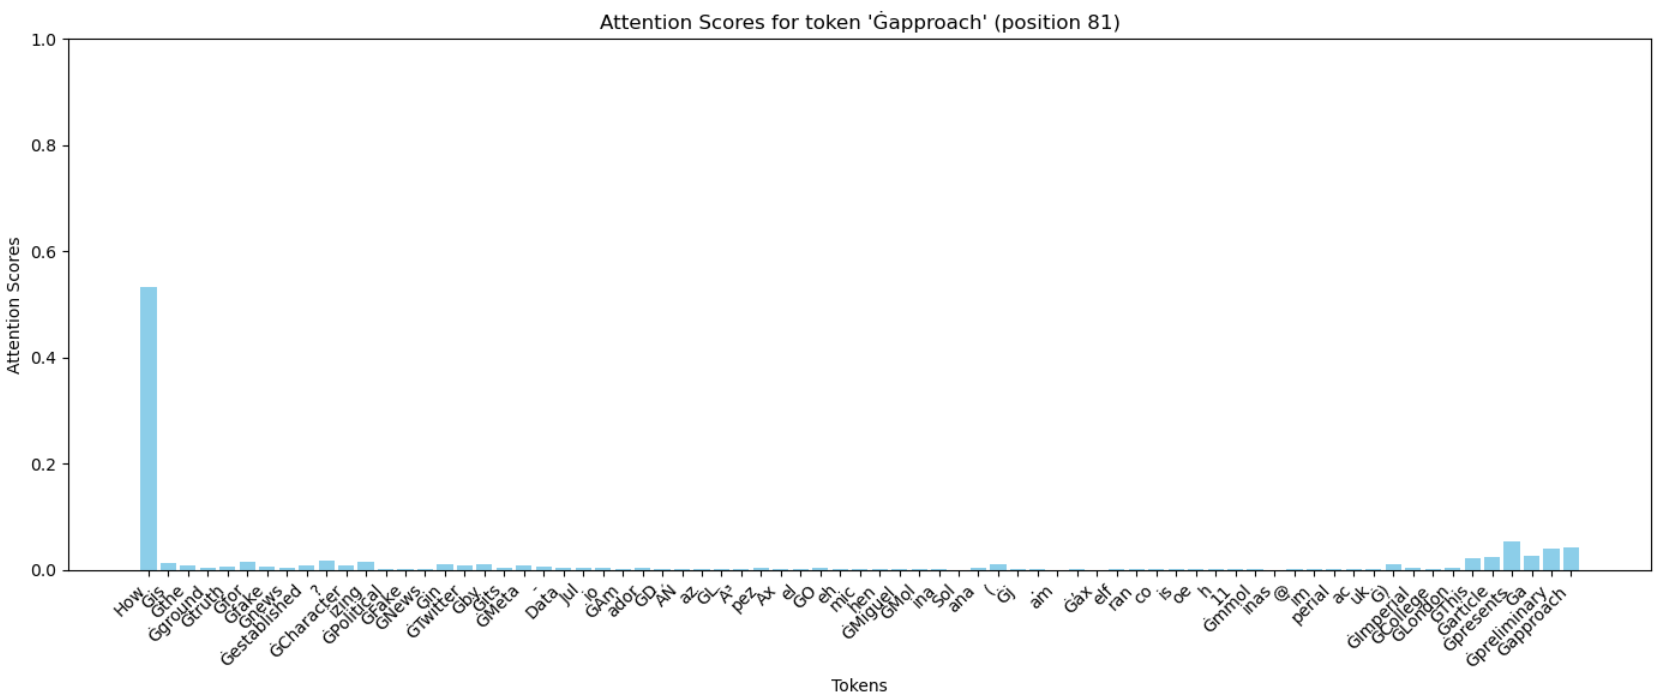 Attention Scores for token 'Ġapproach' (position 81)
1.0
0.8
0.6
0.4
0.2
0.0
Attention Scores
How
Ġis
Ġthe
Ġground
Ġtruth
Ġfor
Ġfake
Ġnews
Ġestablished
?
ĠCharacter
izing
ĠPolitical
ĠFake
ĠNews
Ġin
ĠTwitter
Ġby
Ġits
ĠMeta
-
Data
Jul
io
ĠAm
ador
ĠD
ÃŃ
az
ĠL
Ã³
pez
Ax
el
ĠO
eh
mic
hen
ĠMiguel
ĠMol
ina
Sol
ana
(
Ġj
.
am
.
Ġáx
elf
ran
co
is
oe
h
11
Ġmmol
inas
@
im
perial
.
ac
uk
Ġ)
ĠImperial
ĠCollege
ĠLondon
ĠThis
Ġarticle
Ġpresents
Ġa
Ġpreliminary
Ġapproach
Tokens